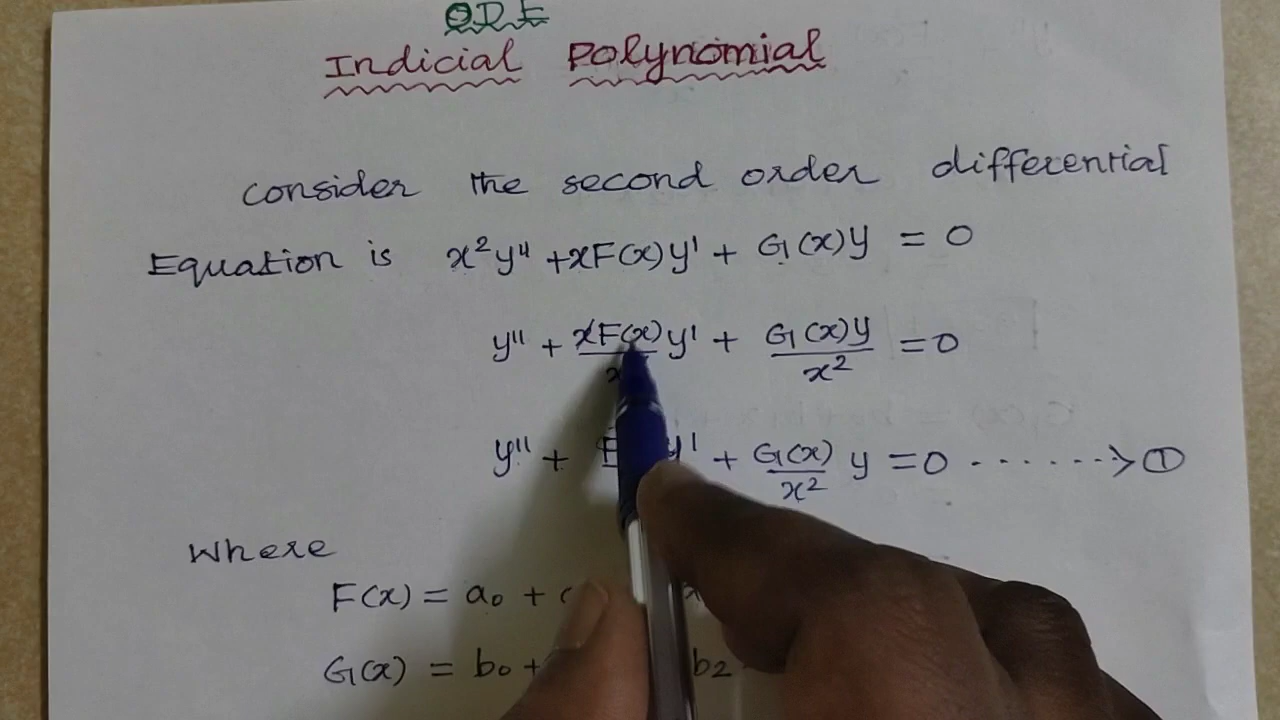 ODE
Indicial Polynomial
consider the second order differential
Equation is x²y'' + xF(x)y' + G(x)y = 0
y'' + xF(x)/x y' + G(x)y/x² = 0
y'' + y' + G(x)/x² y = 0 ------> ①
Where
F(x) = a₀ +
G(x) = b₀ + b₂